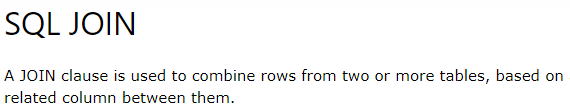 SQL JOIN
A JOIN clause is used to combine rows from two or more tables, based on
related column between them.